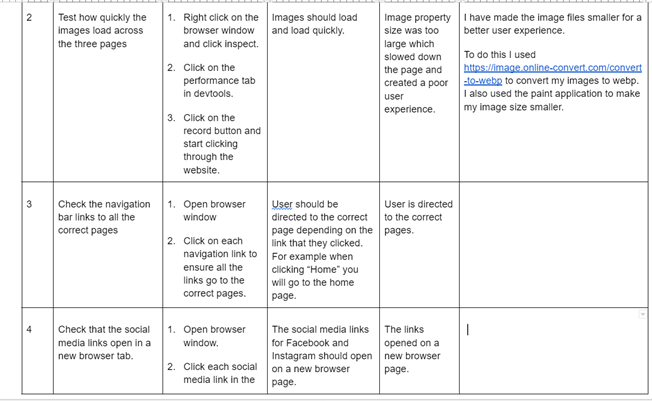 2
Test how quickly the
images load across
the three pages
1. Right click on the
browser window
and click inspect.
2. Click on the
performance tab
in devtools.
3. Click on the
record button and
start clicking
through the
website.
Images should load
and load quickly.
Image property
size was too
large which
slowed down
the page and
created a poor
user
experience.
I have made the image files smaller for a
better user experience.
To do this I used
https://image.online-convert.com/convert
-to-webp to convert my images to webp.
I also used the paint application to make
my image size smaller.
3
Check the navigation
bar links to all the
correct pages
1. Open browser
window
2. Click on each
navigation link to
ensure all the
links go to the
correct pages.
User should be
directed to the correct
page depending on the
link that they clicked.
For example when
clicking “Home” you
will go to the home
page.
User is directed
to the correct
pages.
4
Check that the social
media links open in a
new browser tab.
1. Open browser
window.
2. Click each social
media link in the
The social media links
for Facebook and
Instagram should open
on a new browser
page.
The links
opened on a
new browser
page.